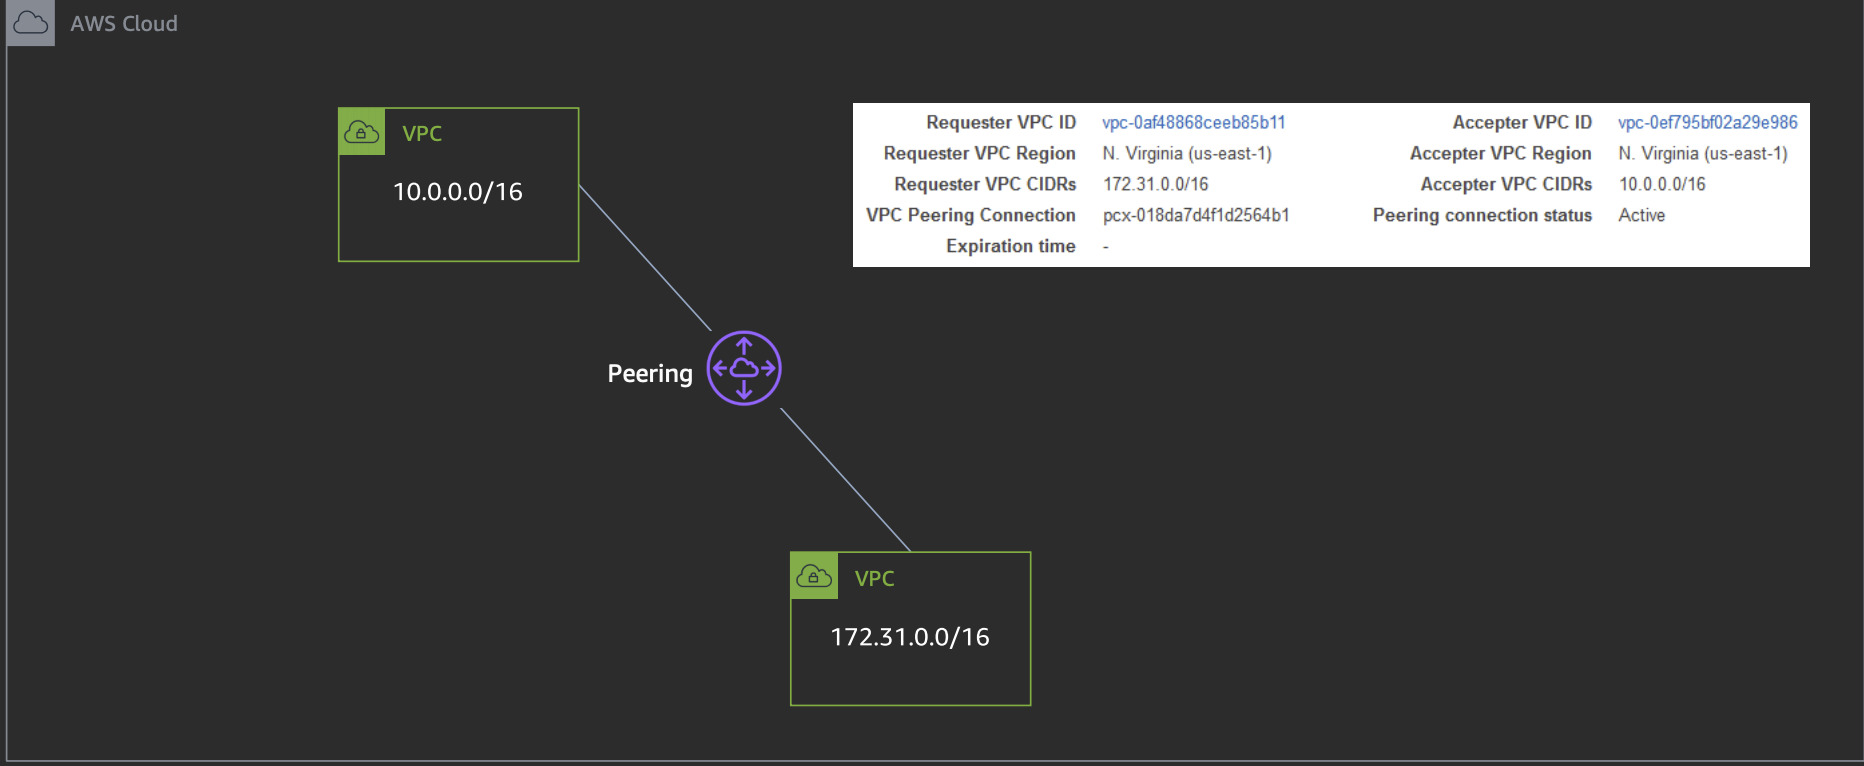 AWS Cloud
VPC
10.0.0.0/16
Requester VPC ID vpc-0af48868ceeb85b11 Accepter VPC ID vpc-0ef795bf02a29e986
Requester VPC Region N. Virginia (us-east-1) Accepter VPC Region N. Virginia (us-east-1)
Requester VPC CIDRs 172.31.0.0/16 Accepter VPC CIDRs 10.0.0.0/16
VPC Peering Connection pcx-018da7d4f1d2564b1 Peering connection status Active
Expiration time -
Peering
VPC
172.31.0.0/16